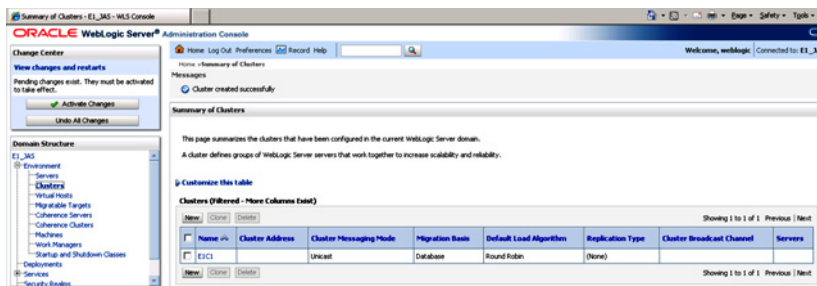 Summary of Clusters - E1_JAS - WLS Console
Page Safety Tools
ORACLE WebLogic Server® Administration Console
Change Center
View changes and restarts
Pending changes exist. They must be activated
to take effect.
Activate Changes
Undo All Changes
Domain Structure
E1_JAS
Environment
Servers
Clusters
Virtual Hosts
Migratable Targets
Coherence Servers
Coherence Clusters
Machines
Work Managers
Startup and Shutdown Classes
Deployments
Services
Security Realms
Home Log Out Preferences Record Help
Welcome, weblogic Connected to: E1_J
Home >Summary of Clusters
Messages
Cluster created successfully
Summary of Clusters
This page summarizes the clusters that have been configured in the current WebLogic Server domain.
A cluster defines groups of WebLogic Server servers that work together to increase scalability and reliability.
Customize this table
Clusters (Filtered - More Columns Exist)
New Clone Delete Showing 1 to 1 of 1 Previous | Next
Name Cluster Address Cluster Messaging Mode Migration Basis Default Load Algorithm Replication Type Cluster Broadcast Channel Servers
E1C1 Unicast Database Round Robin (None)
New Clone Delete Showing 1 to 1 of 1 Previous | Next